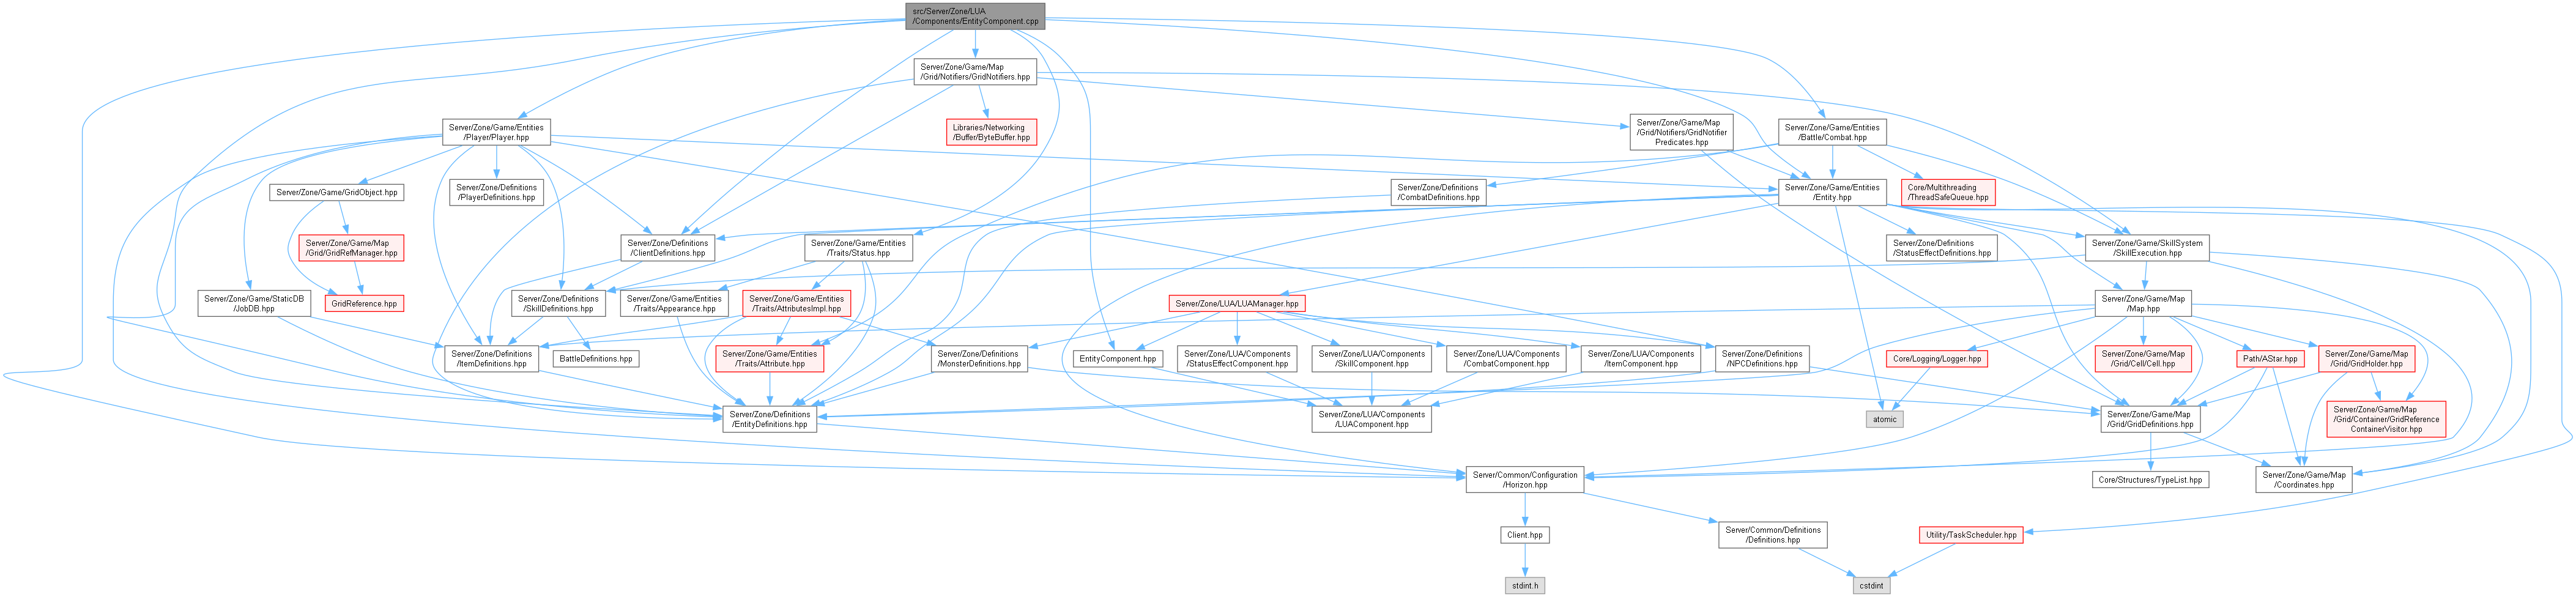 src/Server/Zone/LUA
/Components/EntityComponent.cpp
Server/Zone/Game/Map
/Grid/Notifiers/GridNotifiers.hpp
Server/Zone/Game/Entities
/Player/Player.hpp
Libraries/Networking
/Buffer/ByteBuffer.hpp
Server/Zone/Game/Map
/Grid/Notifiers/GridNotifier
Predicates.hpp
Server/Zone/Game/Entities
/Battle/Combat.hpp
Server/Zone/Game/GridObject.hpp
Server/Zone/Definitions
/PlayerDefinitions.hpp
Server/Zone/Definitions
/CombatDefinitions.hpp
Server/Zone/Game/Entities
/Entity.hpp
Core/Multithreading
/ThreadSafeQueue.hpp
Server/Zone/Game/Map
/Grid/GridRefManager.hpp
Server/Zone/Definitions
/ClientDefinitions.hpp
Server/Zone/Game/Entities
/Traits/Status.hpp
Server/Zone/Definitions
/StatusEffectDefinitions.hpp
Server/Zone/Game/SkillSystem
/SkillExecution.hpp
Server/Zone/Game/StaticDB
/JobDB.hpp
GridReference.hpp
Server/Zone/Definitions
/SkillDefinitions.hpp
Server/Zone/Game/Entities
/Traits/Appearance.hpp
Server/Zone/Game/Entities
/Traits/AttributesImpl.hpp
Server/Zone/LUA/LUAManager.hpp
Server/Zone/Game/Map
/Map.hpp
Server/Zone/Definitions
/ItemDefinitions.hpp
BattleDefinitions.hpp
Server/Zone/Game/Entities
/Traits/Attribute.hpp
Server/Zone/Definitions
/MonsterDefinitions.hpp
EntityComponent.hpp
Server/Zone/LUA/Components
/StatusEffectComponent.hpp
Server/Zone/LUA/Components
/SkillComponent.hpp
Server/Zone/LUA/Components
/CombatComponent.hpp
Server/Zone/LUA/Components
/ItemComponent.hpp
Server/Zone/Definitions
/NPCDefinitions.hpp
Core/Logging/Logger.hpp
Server/Zone/Game/Map
/Grid/Cell/Cell.hpp
Path/AStar.hpp
Server/Zone/Game/Map
/Grid/GridHolder.hpp
Server/Zone/Definitions
/EntityDefinitions.hpp
Server/Zone/LUA/Components
/LUAComponent.hpp
atomic
Server/Zone/Game/Map
/Grid/GridDefinitions.hpp
Server/Zone/Game/Map
/Grid/Container/GridReference
ContainerVisitor.hpp
Server/Common/Configuration
/Horizon.hpp
Core/Structures/TypeList.hpp
Server/Zone/Game/Map
/Coordinates.hpp
Client.hpp
Server/Common/Definitions
/Definitions.hpp
Utility/TaskScheduler.hpp
stdint.h
cstdint